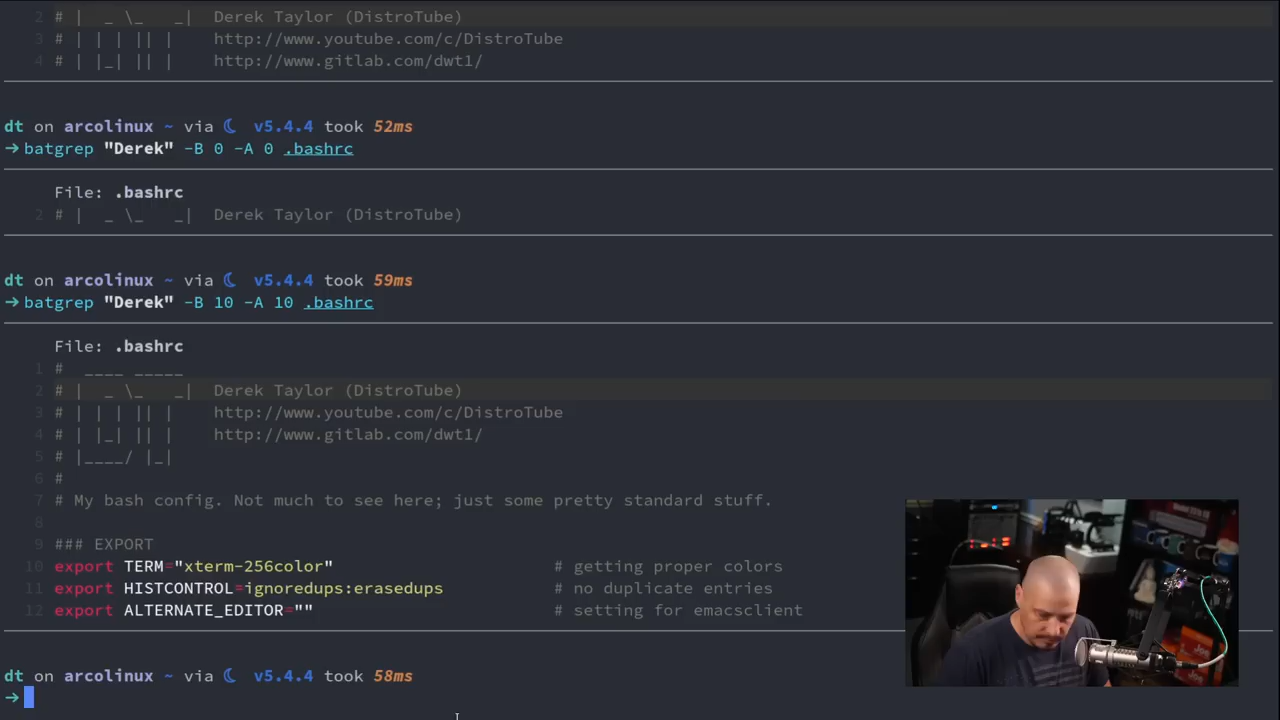 2 # |  _ \_   _|  Derek Taylor (DistroTube)
3 # | | | || |    http://www.youtube.com/c/DistroTube
4 # | |_| || |    http://www.gitlab.com/dwt1/
dt on arcolinux ~ via ☾ v5.4.4 took 52ms
→ batgrep "Derek" -B 0 -A 0 .bashrc
File: .bashrc
2 # |  _ \_   _|  Derek Taylor (DistroTube)
dt on arcolinux ~ via ☾ v5.4.4 took 59ms
→ batgrep "Derek" -B 10 -A 10 .bashrc
File: .bashrc
1 #  ____ _____
2 # |  _ \_   _|  Derek Taylor (DistroTube)
3 # | | | || |    http://www.youtube.com/c/DistroTube
4 # | |_| || |    http://www.gitlab.com/dwt1/
5 # |____/ |_|
6 #
7 # My bash config. Not much to see here; just some pretty standard stuff.
8
9 ### EXPORT
10 export TERM="xterm-256color"                      # getting proper colors
11 export HISTCONTROL=ignoredups:erasedups           # no duplicate entries
12 export ALTERNATE_EDITOR=""                        # setting for emacsclient
dt on arcolinux ~ via ☾ v5.4.4 took 58ms
→